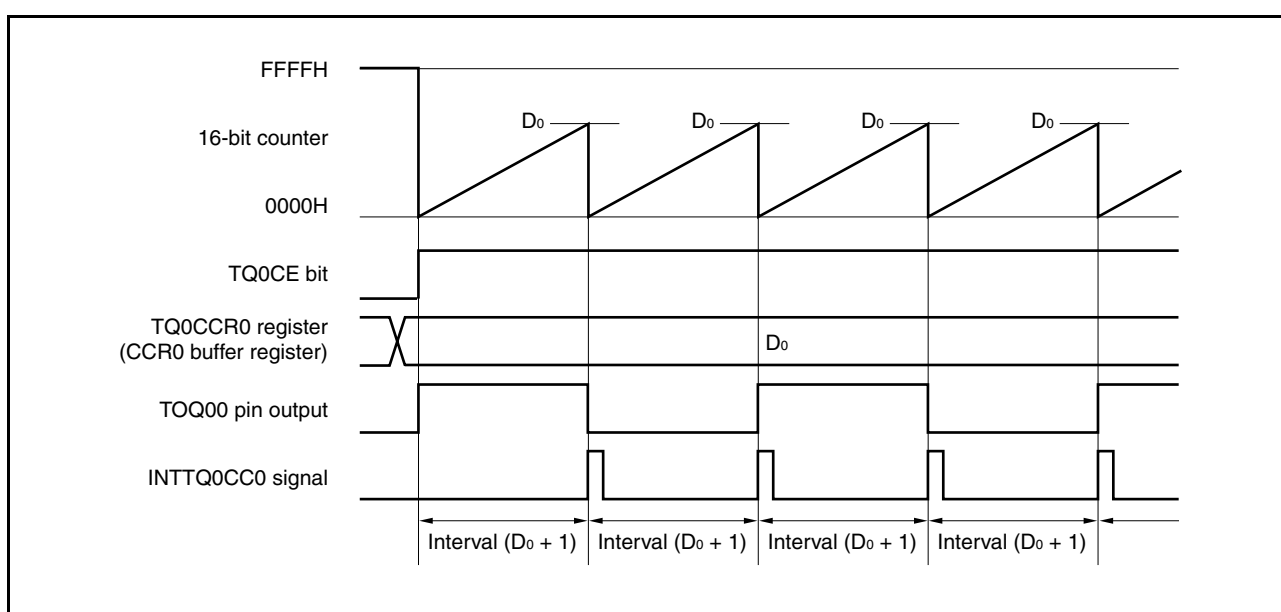 FFFFH
D0 D0 D0 D0
16-bit counter
0000H
TQ0CE bit
TQ0CCR0 register
(CCR0 buffer register)
D0
TOQ00 pin output
INTTQ0CC0 signal
Interval (D0 + 1) Interval (D0 + 1) Interval (D0 + 1) Interval (D0 + 1)